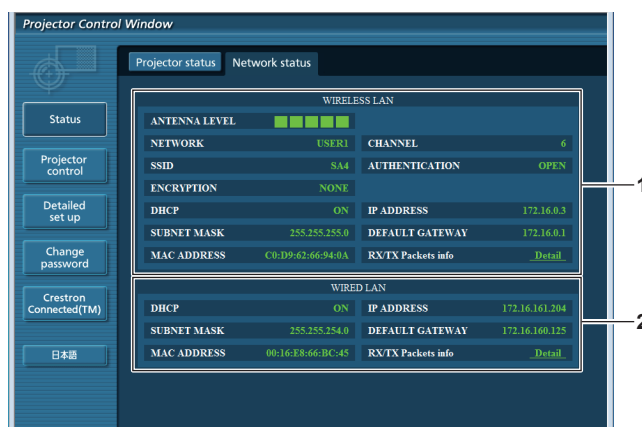 Projector Control Window
Projector status Network status
Status
Projector control
Detailed set up
Change password
Crestron Connected(TM)
日本語
WIRELESS LAN
ANTENNA LEVEL
NETWORK USER1 CHANNEL 6
SSID SA4 AUTHENTICATION OPEN
ENCRYPTION NONE
DHCP ON IP ADDRESS 172.16.0.3
SUBNET MASK 255.255.255.0 DEFAULT GATEWAY 172.16.0.1
MAC ADDRESS C0:D9:62:66:94:0A RX/TX Packets info Detail
1
WIRED LAN
DHCP ON IP ADDRESS 172.16.161.204
SUBNET MASK 255.255.254.0 DEFAULT GATEWAY 172.16.160.125
MAC ADDRESS 00:16:E8:66:BC:45 RX/TX Packets info Detail
2